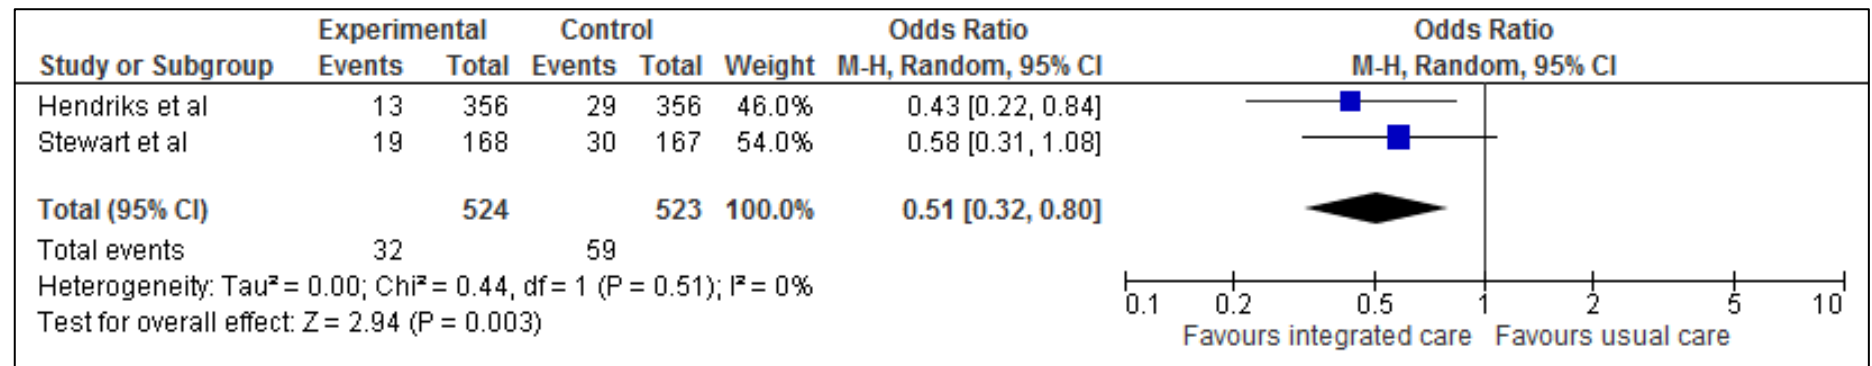 Experimental Control Odds Ratio Odds Ratio
Study or Subgroup Events Total Events Total Weight M-H, Random, 95% CI M-H, Random, 95% CI
Hendriks et al 13 356 29 356 46.0% 0.43 [0.22, 0.84]
Stewart et al 19 168 30 167 54.0% 0.58 [0.31, 1.08]
Total (95% CI) 524 523 100.0% 0.51 [0.32, 0.80]
Total events 32 59
Heterogeneity: Tau² = 0.00; Chi² = 0.44, df = 1 (P = 0.51); I² = 0%
Test for overall effect: Z = 2.94 (P = 0.003)
0.1 0.2 0.5 1 2 5 10
Favours integrated care Favours usual care